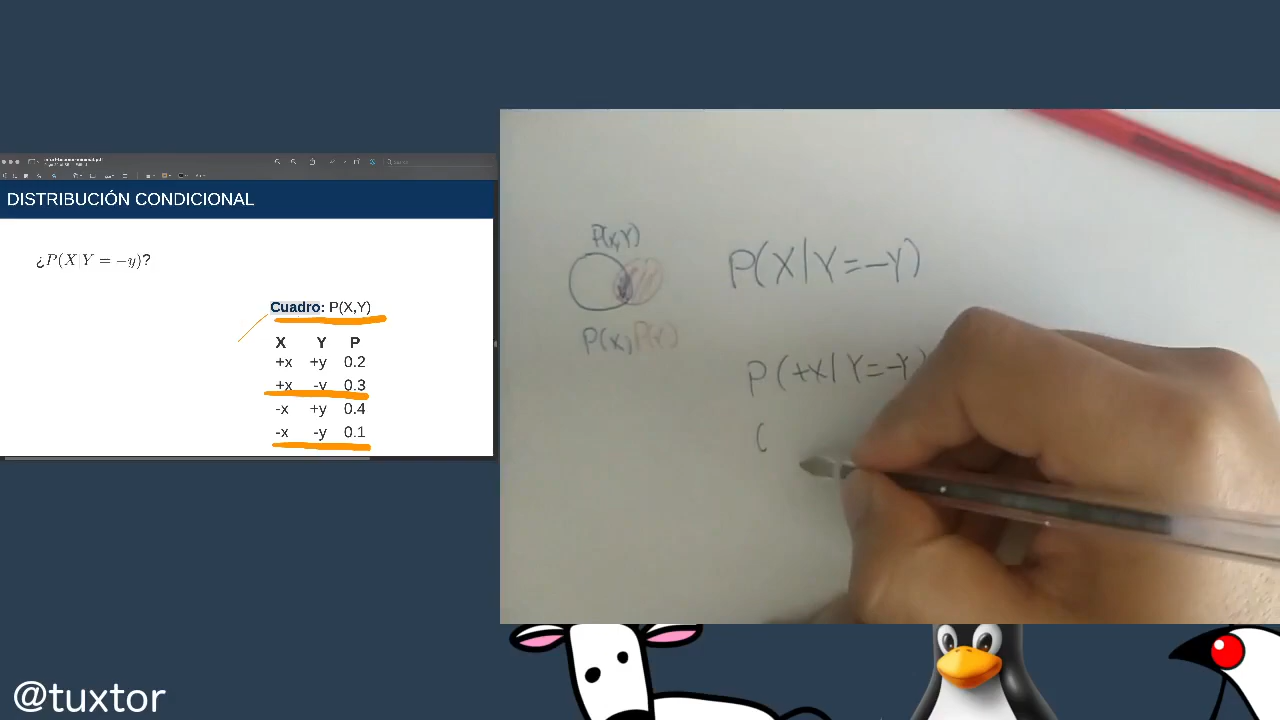 DISTRIBUCIÓN CONDICIONAL
¿P(X|Y = −y)?
Cuadro: P(X,Y)
X Y P
+x +y 0.2
+x -y 0.3
-x +y 0.4
-x -y 0.1
P(X,Y)
P(X) P(Y)
P(X|Y=-Y)
P(+X|Y=-Y)
(
@tuxtor